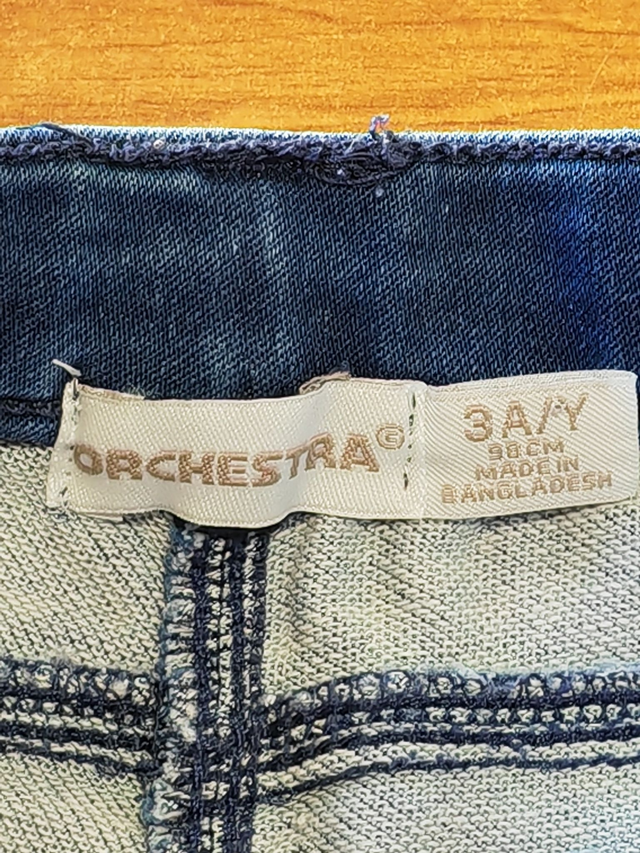 ORCHESTRA©
3A/Y
98CM
MADE IN
BANGLADESH